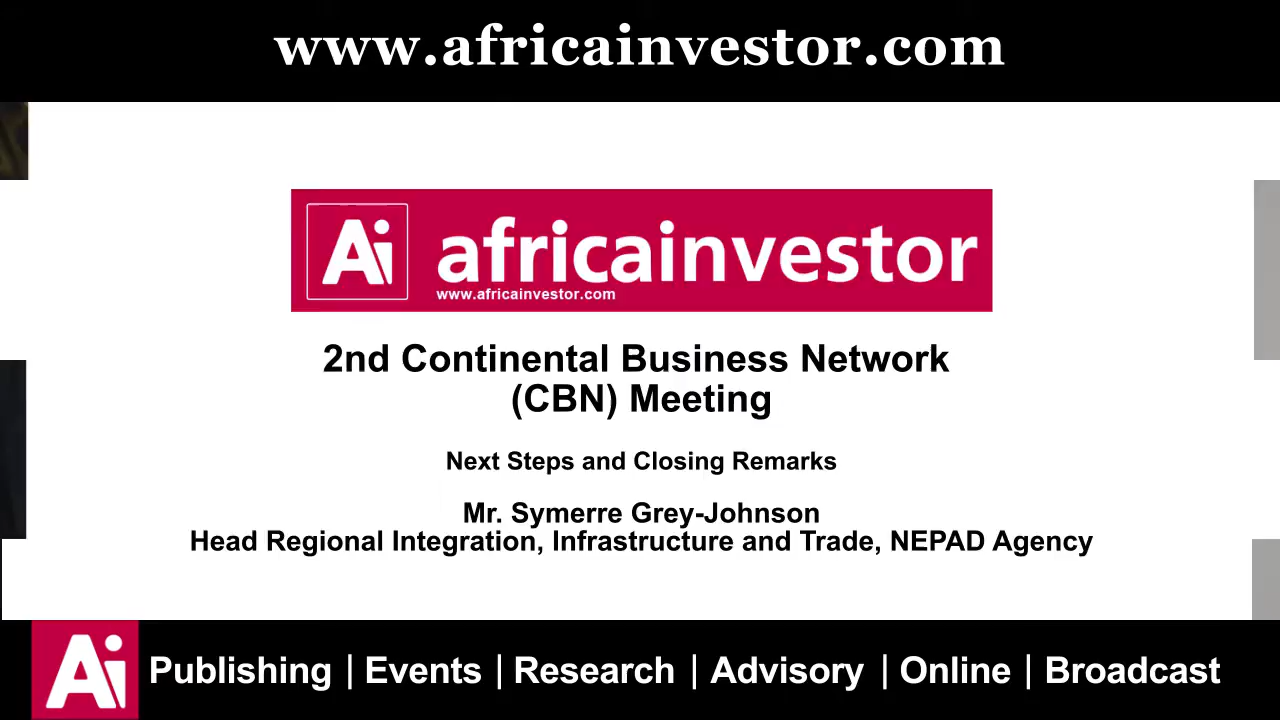 www.africainvestor.com
Ai africainvestor
www.africainvestor.com
2nd Continental Business Network
(CBN) Meeting
Next Steps and Closing Remarks
Mr. Symerre Grey-Johnson
Head Regional Integration, Infrastructure and Trade, NEPAD Agency
Ai Publishing | Events | Research | Advisory | Online | Broadcast